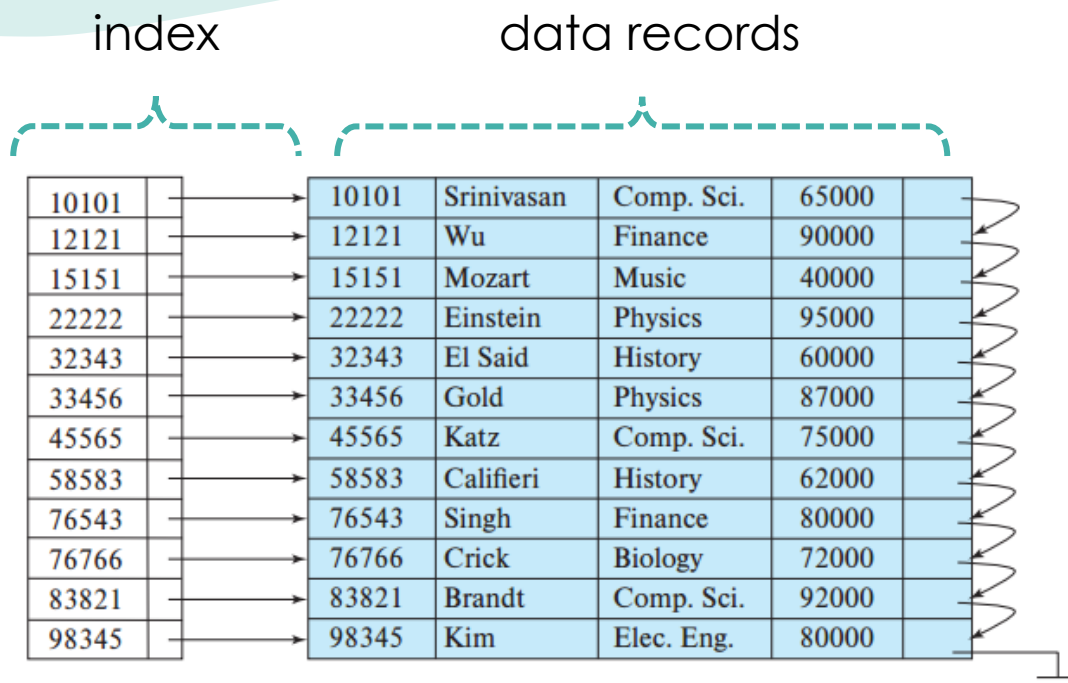 index data records
10101 10101 Srinivasan Comp. Sci. 65000
12121 12121 Wu Finance 90000
15151 15151 Mozart Music 40000
22222 22222 Einstein Physics 95000
32343 32343 El Said History 60000
33456 33456 Gold Physics 87000
45565 45565 Katz Comp. Sci. 75000
58583 58583 Califieri History 62000
76543 76543 Singh Finance 80000
76766 76766 Crick Biology 72000
83821 83821 Brandt Comp. Sci. 92000
98345 98345 Kim Elec. Eng. 80000